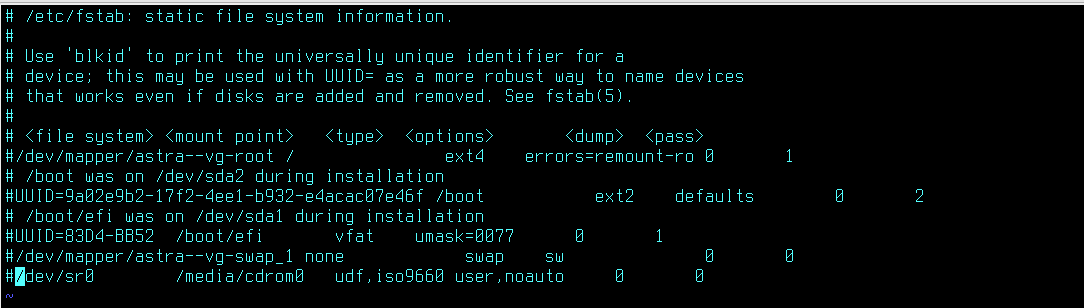 # /etc/fstab: static file system information.
#
# Use 'blkid' to print the universally unique identifier for a
# device; this may be used with UUID= as a more robust way to name devices
# that works even if disks are added and removed. See fstab(5).
#
# <file system> <mount point>   <type>  <options>       <dump>  <pass>
#/dev/mapper/astra--vg-root /               ext4    errors=remount-ro 0       1
# /boot was on /dev/sda2 during installation
#UUID=9a02e9b2-17f2-4ee1-b932-e4acac07e46f /boot           ext2    defaults        0       2
# /boot/efi was on /dev/sda1 during installation
#UUID=83D4-BB52  /boot/efi       vfat    umask=0077      0       1
#/dev/mapper/astra--vg-swap_1 none            swap    sw              0       0
#/dev/sr0        /media/cdrom0   udf,iso9660 user,noauto     0       0
~